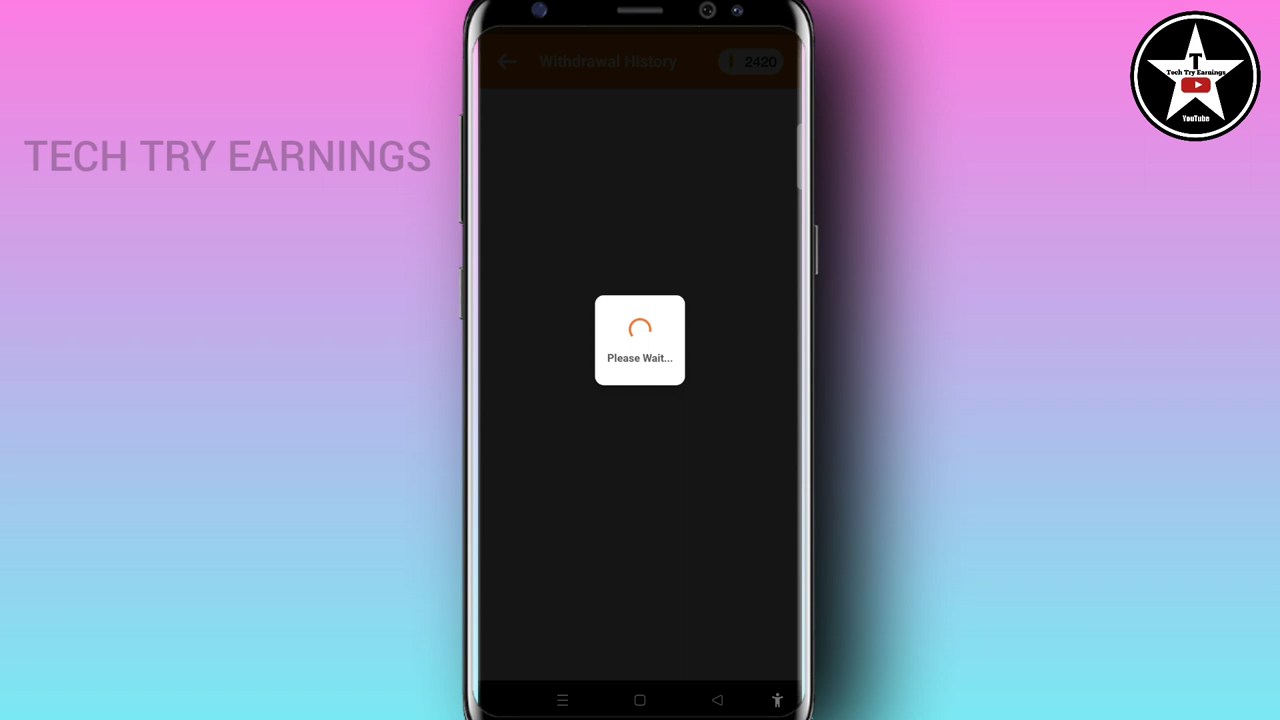 Withdrawal History
2420
T
Tech Try Earnings
YouTube
TECH TRY EARNINGS
Please Wait...